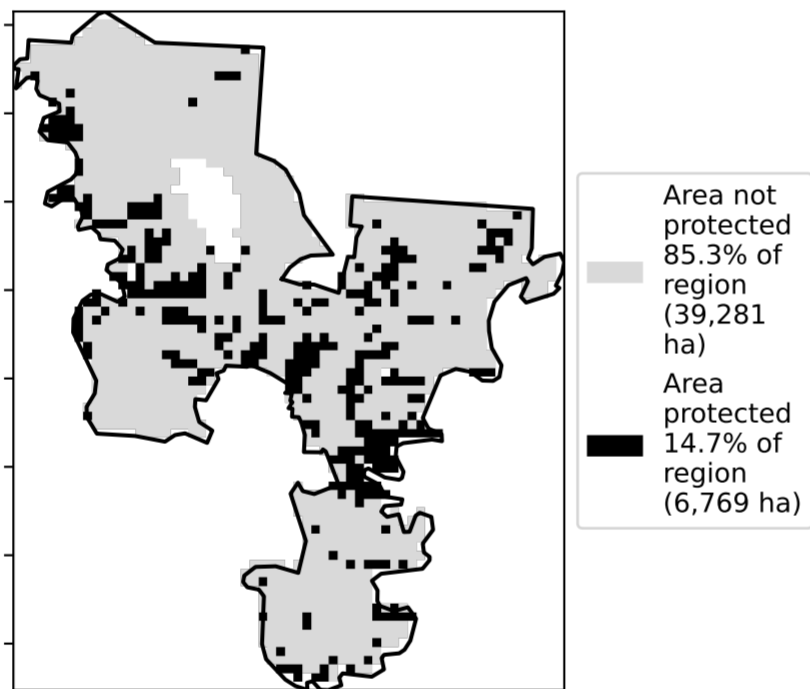 Area not
protected
85.3% of
region
(39,281
ha)
Area
protected
14.7% of
region
(6,769 ha)